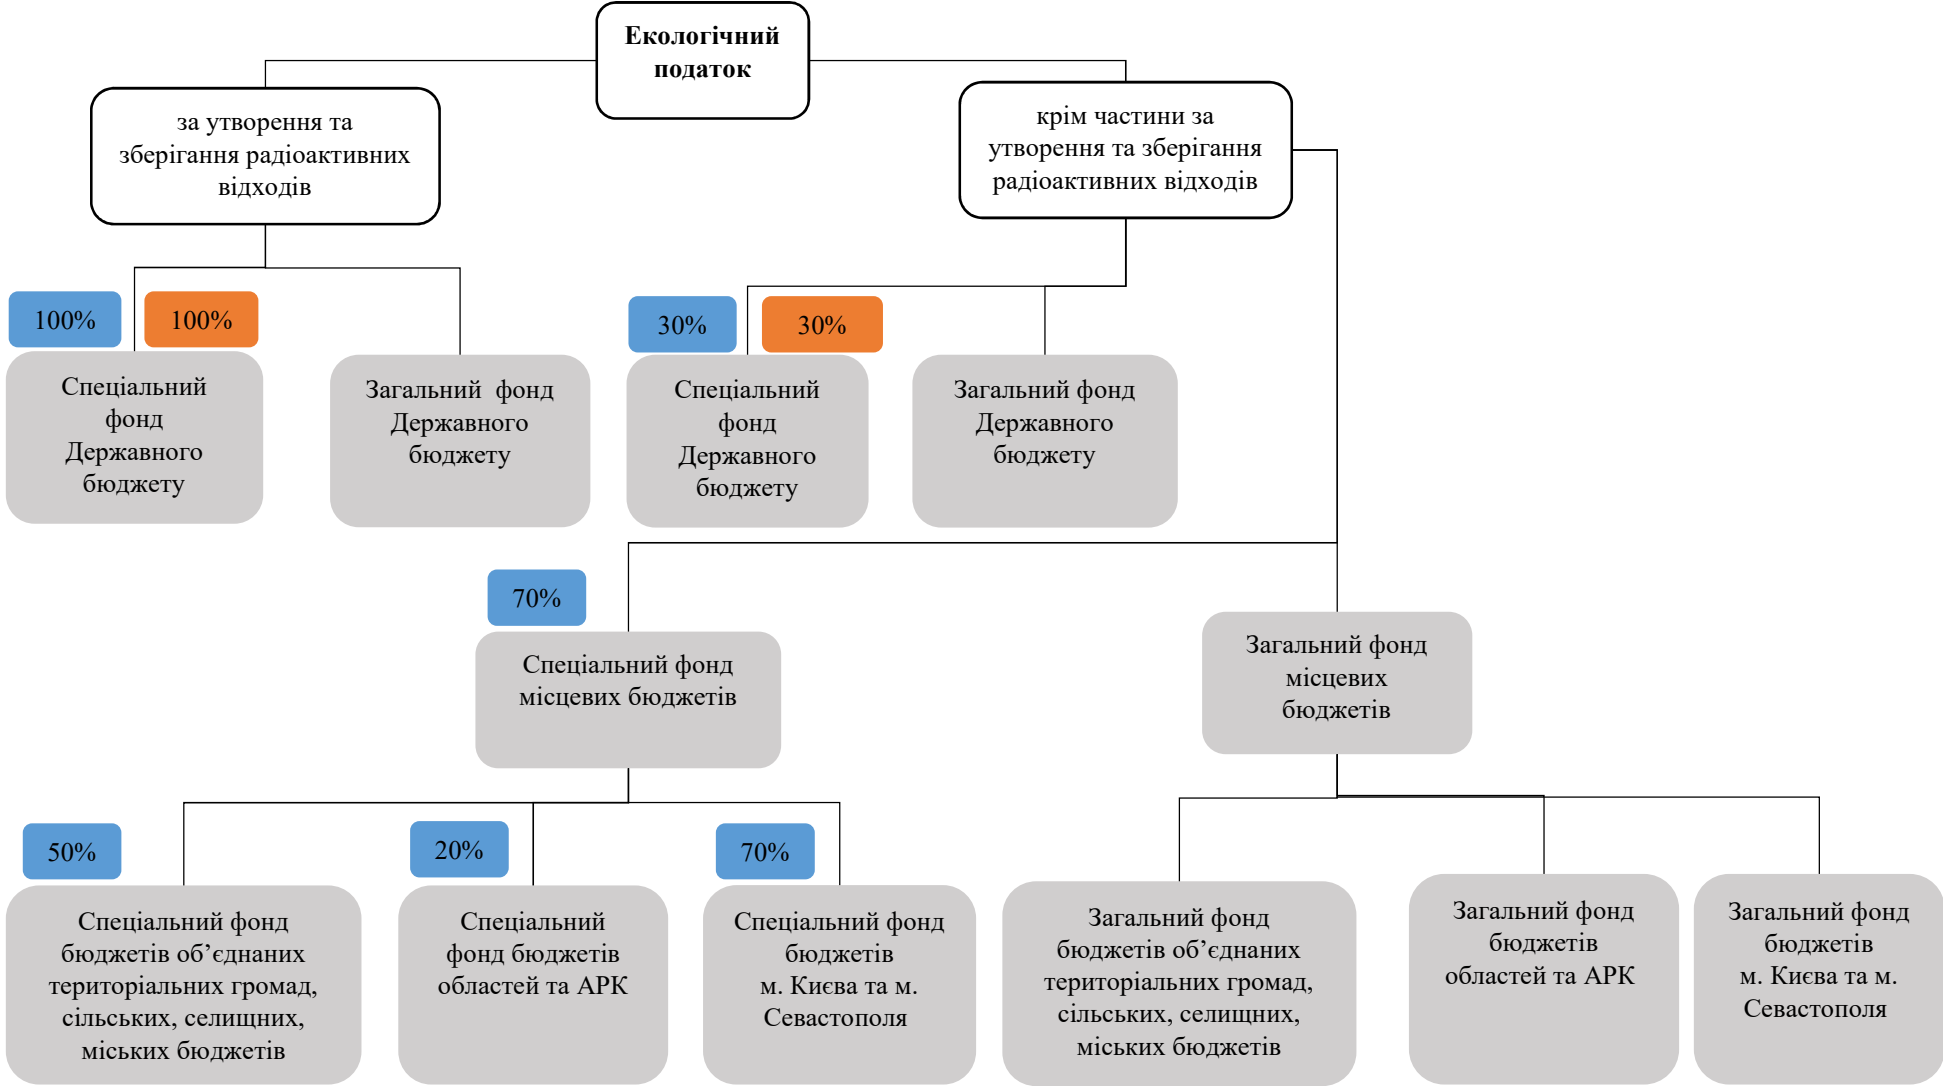 Екологічний
податок
за утворення та
зберігання радіоактивних
відходів
крім частини за
утворення та зберігання
радіоактивних відходів
100%
100%
30%
30%
Спеціальний
фонд
Державного
бюджету
Загальний фонд
Державного
бюджету
Спеціальний
фонд
Державного
бюджету
Загальний фонд
Державного
бюджету
70%
Спеціальний фонд
місцевих бюджетів
Загальний фонд
місцевих
бюджетів
50%
20%
70%
Спеціальний фонд
бюджетів об’єднаних
територіальних громад,
сільських, селищних,
міських бюджетів
Спеціальний
фонд бюджетів
областей та АРК
Спеціальний фонд
бюджетів
м. Києва та м.
Севастополя
Загальний фонд
бюджетів об’єднаних
територіальних громад,
сільських, селищних,
міських бюджетів
Загальний фонд
бюджетів
областей та АРК
Загальний фонд
бюджетів
м. Києва та м.
Севастополя